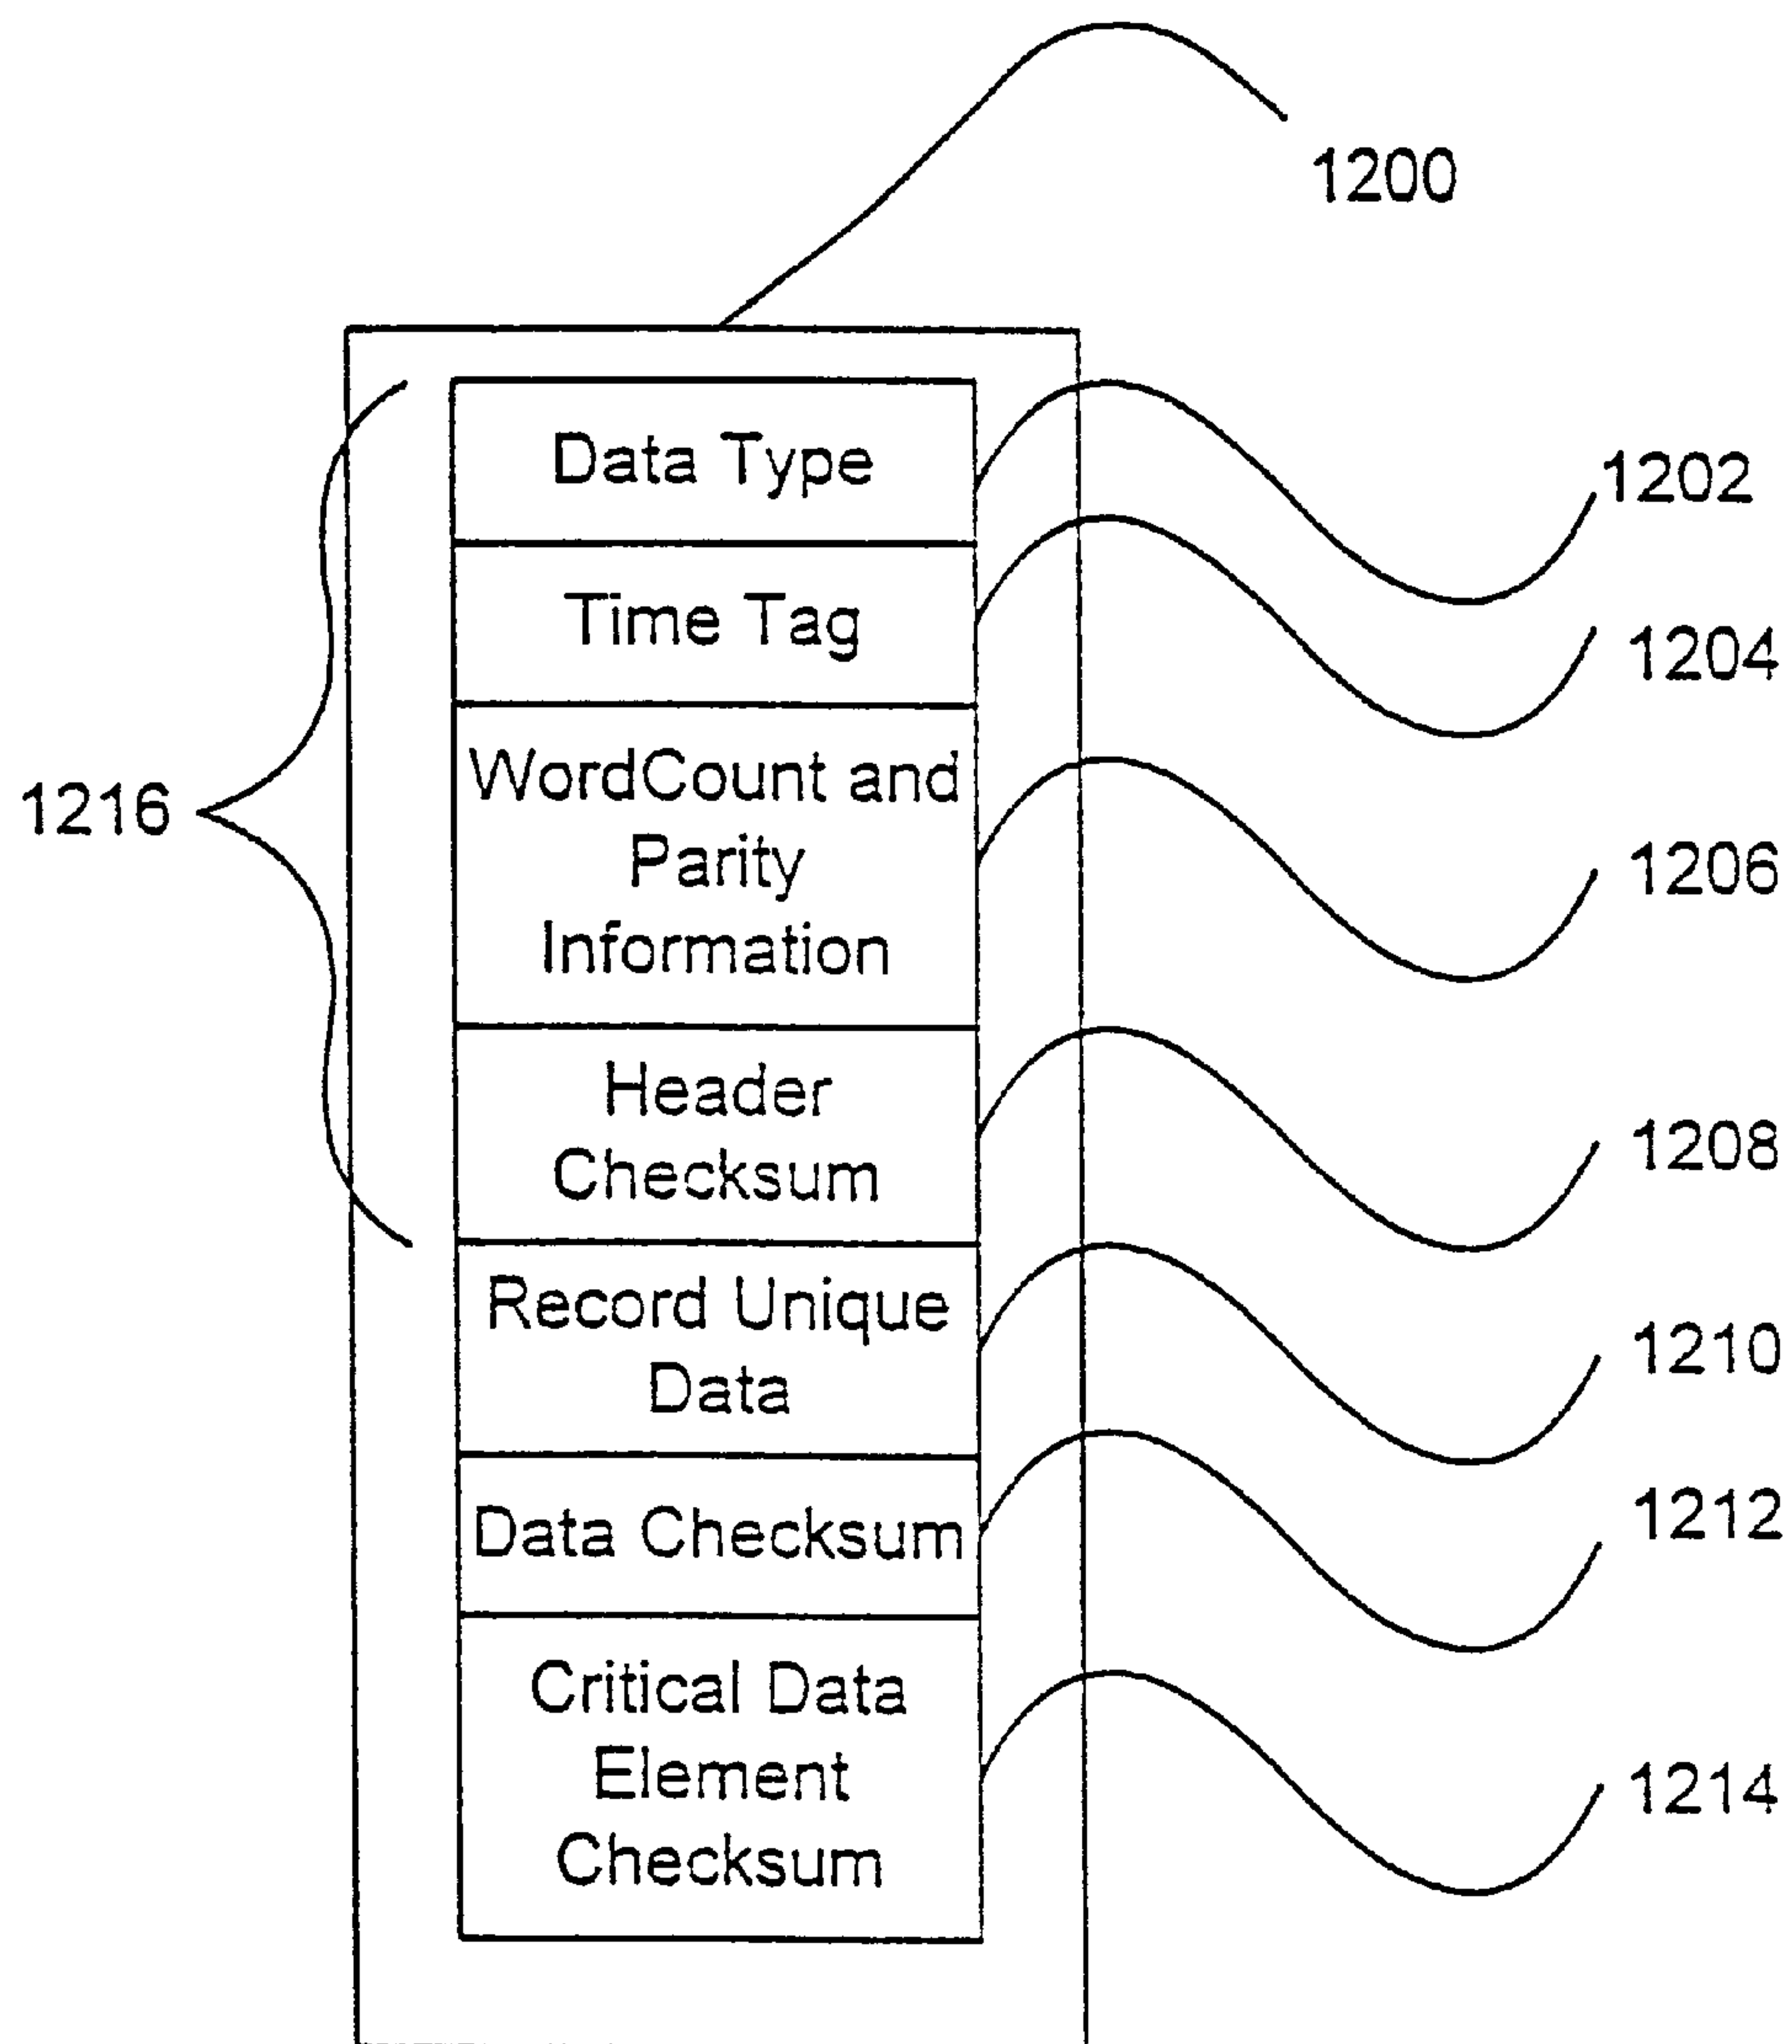 1200
Data Type
1202
Time Tag
1204
WordCount and
Parity
Information
1206
1216
Header
Checksum
1208
Record Unique
Data
1210
Data Checksum
1212
Critical Data
Element
Checksum
1214